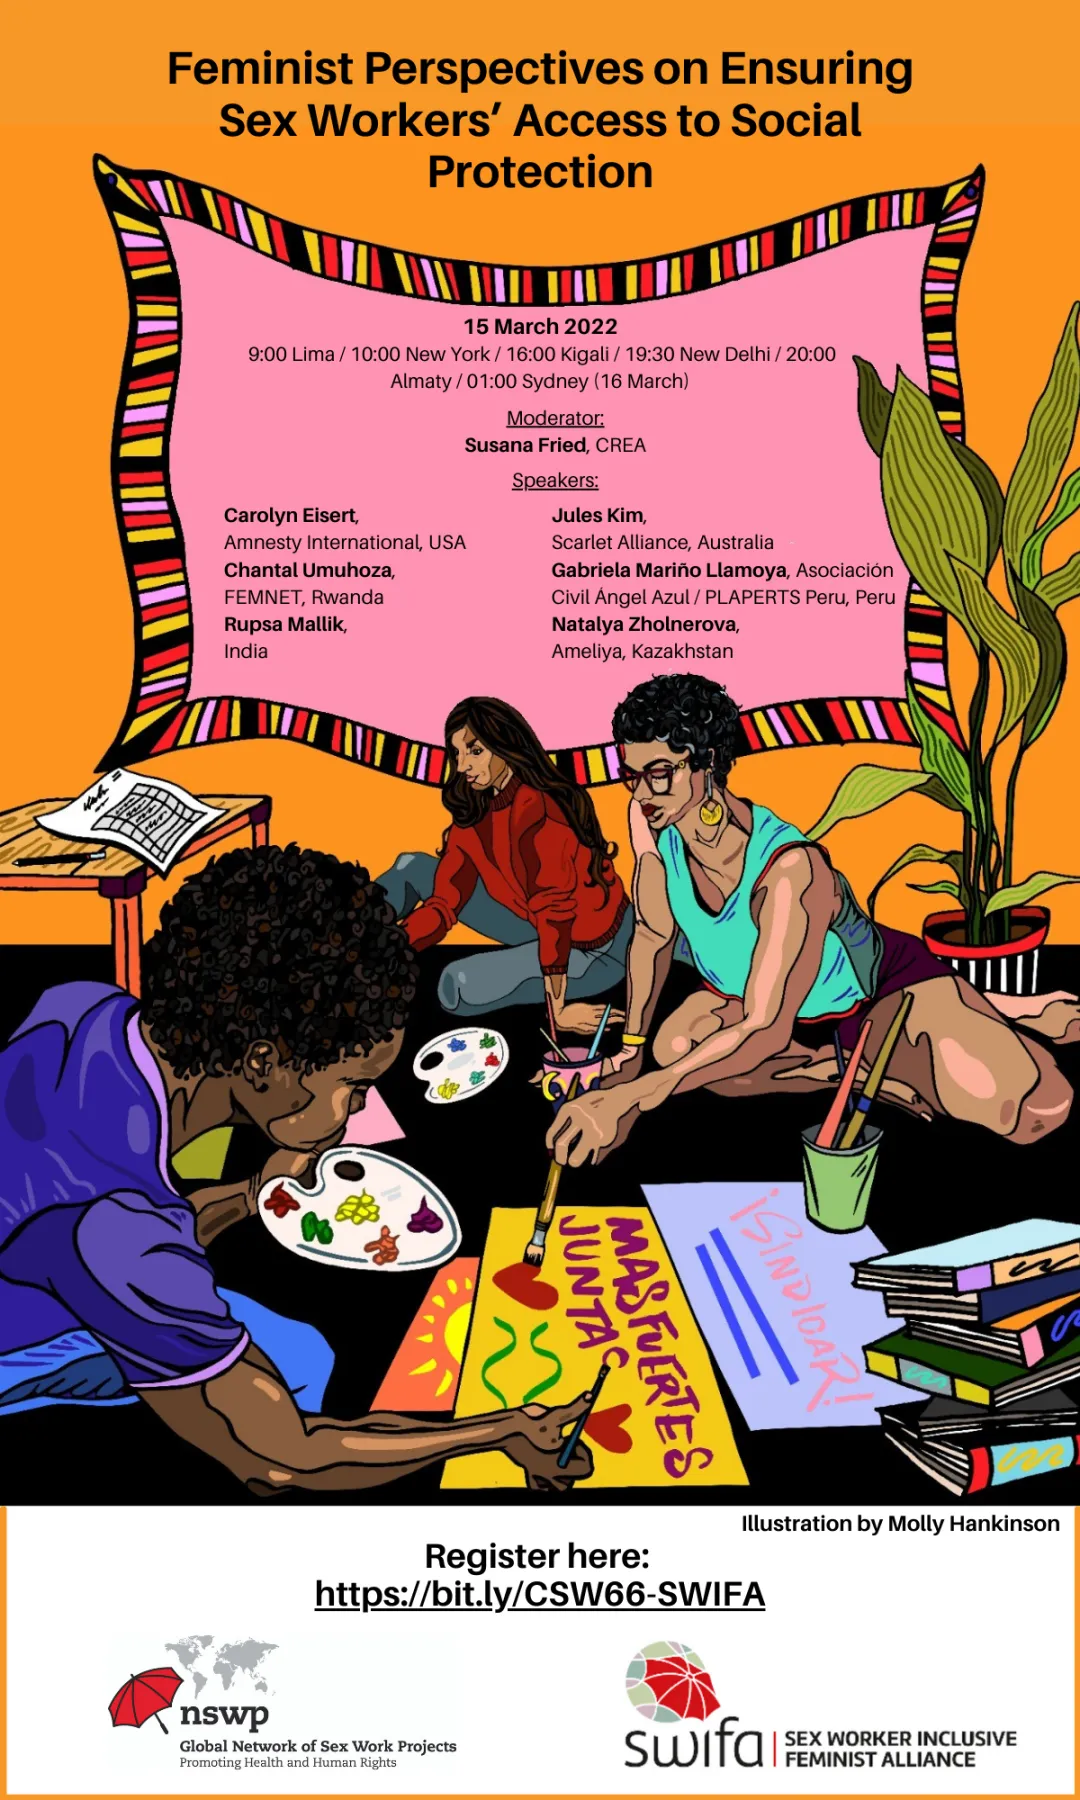 Feminist Perspectives on Ensuring
Sex Workers’ Access to Social
Protection
15 March 2022
9:00 Lima / 10:00 New York / 16:00 Kigali / 19:30 New Delhi / 20:00
Almaty / 01:00 Sydney (16 March)
Moderator:
Susana Fried, CREA
Speakers:
Carolyn Eisert,
Amnesty International, USA
Chantal Umuhoza,
FEMNET, Rwanda
Rupsa Mallik,
India
Jules Kim,
Scarlet Alliance, Australia
Gabriela Mariño Llamoya, Asociación
Civil Ángel Azul / PLAPERTS Peru, Peru
Natalya Zholnerova,
Ameliya, Kazakhstan
MAS FUERTES
JUNTAS
¡SINDICAR!
Illustration by Molly Hankinson
Register here:
https://bit.ly/CSW66-SWIFA
nswp
Global Network of Sex Work Projects
Promoting Health and Human Rights
swifa
SEX WORKER INCLUSIVE
FEMINIST ALLIANCE